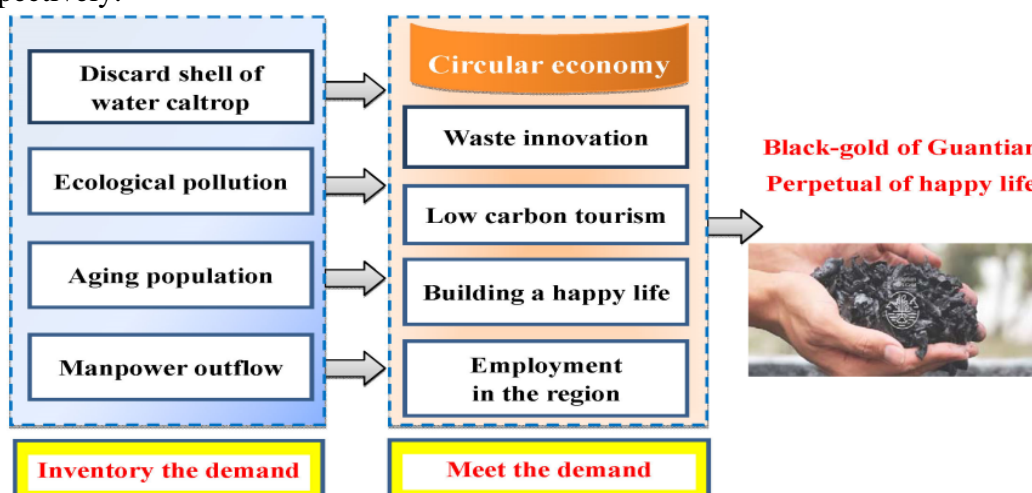 pectively.
Discard shell of
water caltrop
Ecological pollution
Aging population
Manpower outflow
Inventory the demand
Circular economy
Waste innovation
Low carbon tourism
Building a happy life
Employment
in the region
Meet the demand
Black-gold of Guantian
Perpetual of happy life